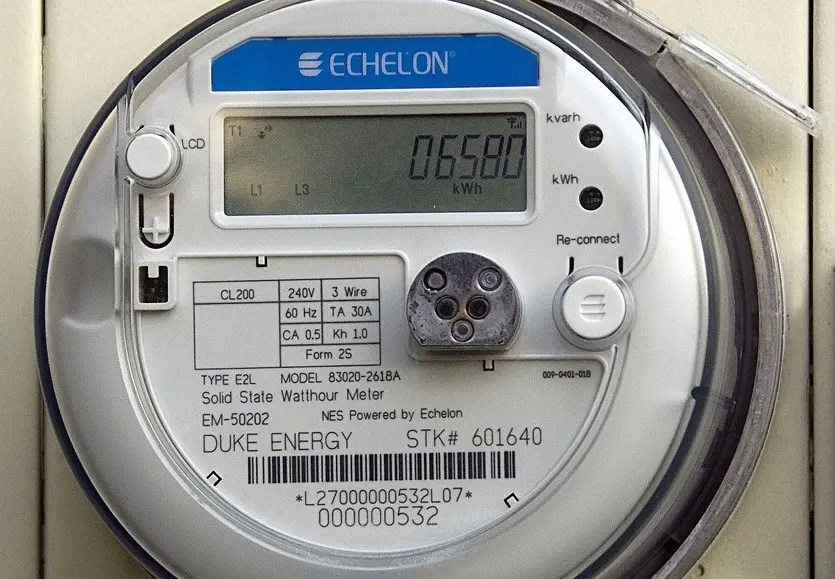 ECHELON®
kvarh
T1
LCD
06580
kWh
L1 L3 kWh
Re-connect
CL200 240V 3 Wire
60 Hz TA 30A
CA 0.5 Kh 1.0
Form 2S
009-0401-01B
TYPE E2L MODEL 83020-2618A
Solid State Watthour Meter
EM-50202 NES Powered by Echelon
DUKE ENERGY STK# 601640
*L27000000532L07*
000000532